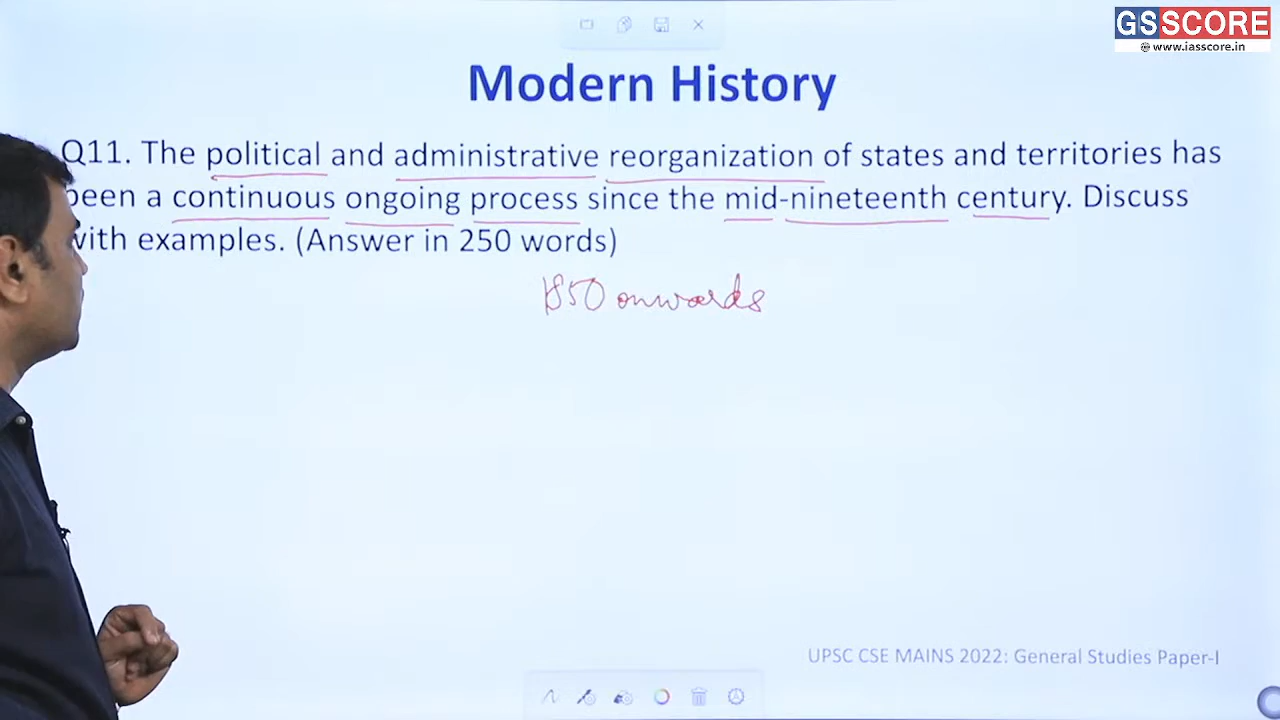 GSSCORE
www.iasscore.in
Modern History
Q11. The political and administrative reorganization of states and territories has
been a continuous ongoing process since the mid-nineteenth century. Discuss
with examples. (Answer in 250 words)
1850 onwards
UPSC CSE MAINS 2022: General Studies Paper-I